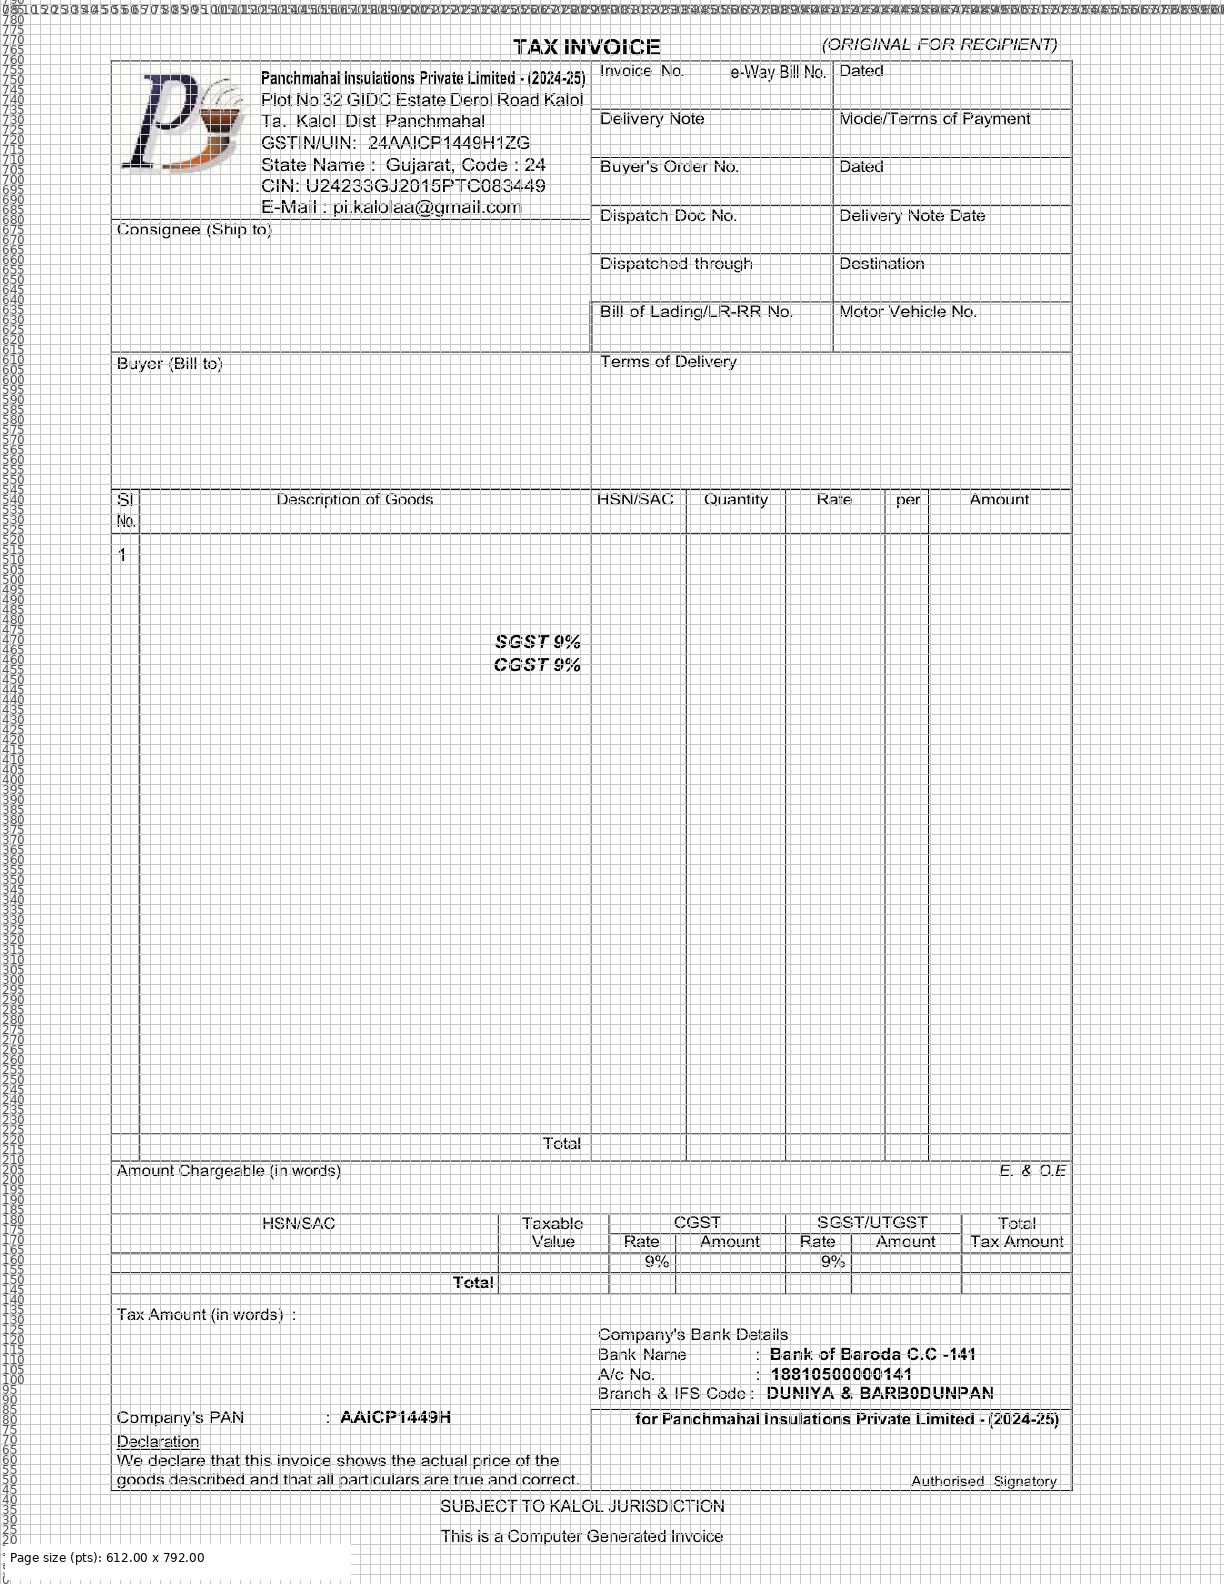 TAX INVOICE
(ORIGINAL FOR RECIPIENT)
Panchmahal Insulations Private Limited - (2024-25)
Plot No 32 GIDC Estate Derol Road Kalol
Ta. Kalol Dist Panchmahal
GSTIN/UIN: 24AAICP1449H1ZG
State Name : Gujarat, Code : 24
CIN: U24233GJ2015PTC083449
E-Mail : pi.kalolaa@gmail.com
Invoice No. e-Way Bill No. Dated
Delivery Note Mode/Terms of Payment
Buyer's Order No. Dated
Dispatch Doc No. Delivery Note Date
Dispatched through Destination
Bill of Lading/LR-RR No. Motor Vehicle No.
Consignee (Ship to)
Buyer (Bill to)
Terms of Delivery
Sl No. Description of Goods HSN/SAC Quantity Rate per Amount
1
SGST 9%
CGST 9%
Total
Amount Chargeable (in words) E. & O.E
HSN/SAC Taxable Value CGST SGST/UTGST Total Tax Amount
Rate Amount Rate Amount
9% 9%
Total
Tax Amount (in words) :
Company's Bank Details
Bank Name : Bank of Baroda C.C -141
A/c No. : 18810500000141
Branch & IFS Code : DUNIYA & BARB0DUNPAN
Company's PAN : AAICP1449H
Declaration
We declare that this invoice shows the actual price of the
goods described and that all particulars are true and correct.
for Panchmahal Insulations Private Limited - (2024-25)
Authorised Signatory
SUBJECT TO KALOL JURISDICTION
This is a Computer Generated Invoice
Page size (pts): 612.00 x 792.00